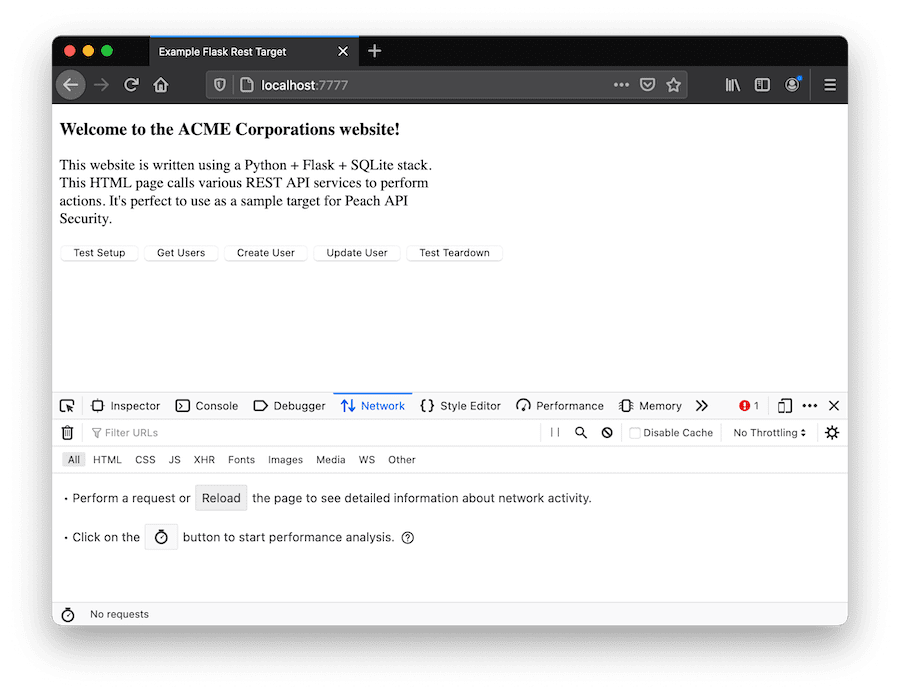 Example Flask Rest Target
localhost:7777
Welcome to the ACME Corporations website!
This website is written using a Python + Flask + SQLite stack.
This HTML page calls various REST API services to perform
actions. It's perfect to use as a sample target for Peach API
Security.
Test Setup Get Users Create User Update User Test Teardown
Inspector Console Debugger Network Style Editor Performance Memory 1
Filter URLs Disable Cache No Throttling
All HTML CSS JS XHR Fonts Images Media WS Other
• Perform a request or Reload the page to see detailed information about network activity.
• Click on the button to start performance analysis.
No requests